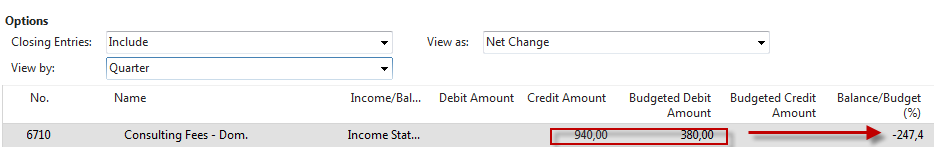 Options
Closing Entries: Include View as: Net Change
View by: Quarter
No. Name Income/Bal... Debit Amount Credit Amount Budgeted Debit Amount Budgeted Credit Amount Balance/Budget (%)
6710 Consulting Fees - Dom. Income Stat... 940,00 380,00 -247,4